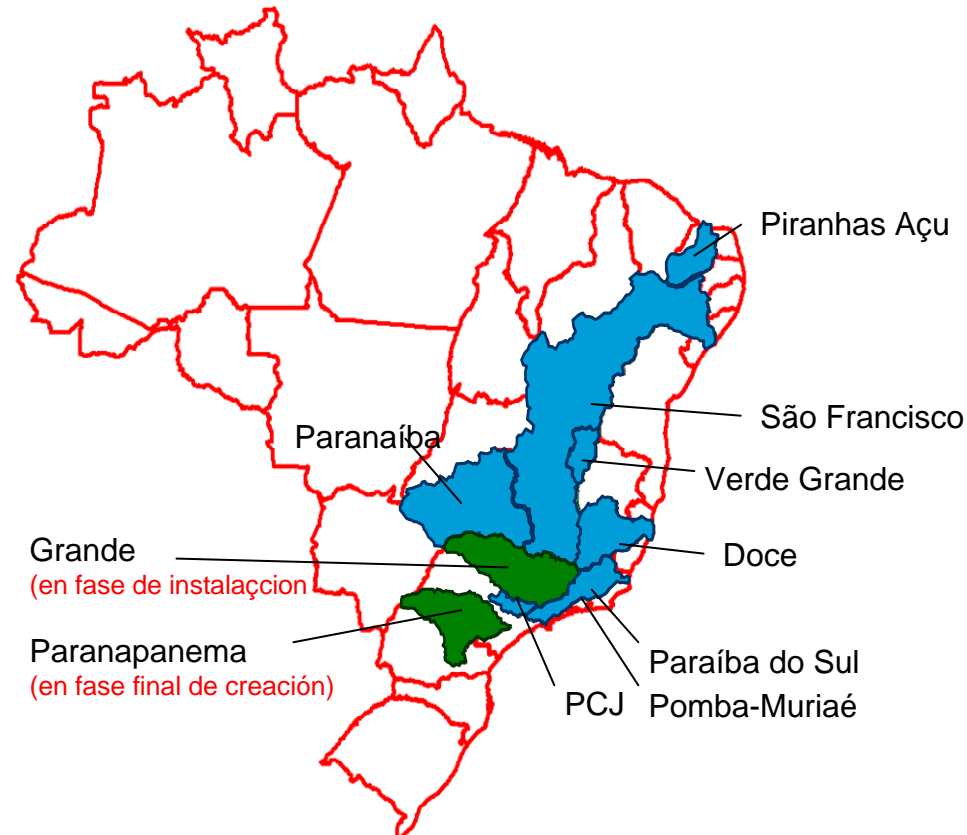 Piranhas Açu
São Francisco
Paranaíba
Verde Grande
Grande
(en fase de instalaçcion
Doce
Paranapanema
(en fase final de creación)
Paraíba do Sul
PCJ
Pomba-Muriaé